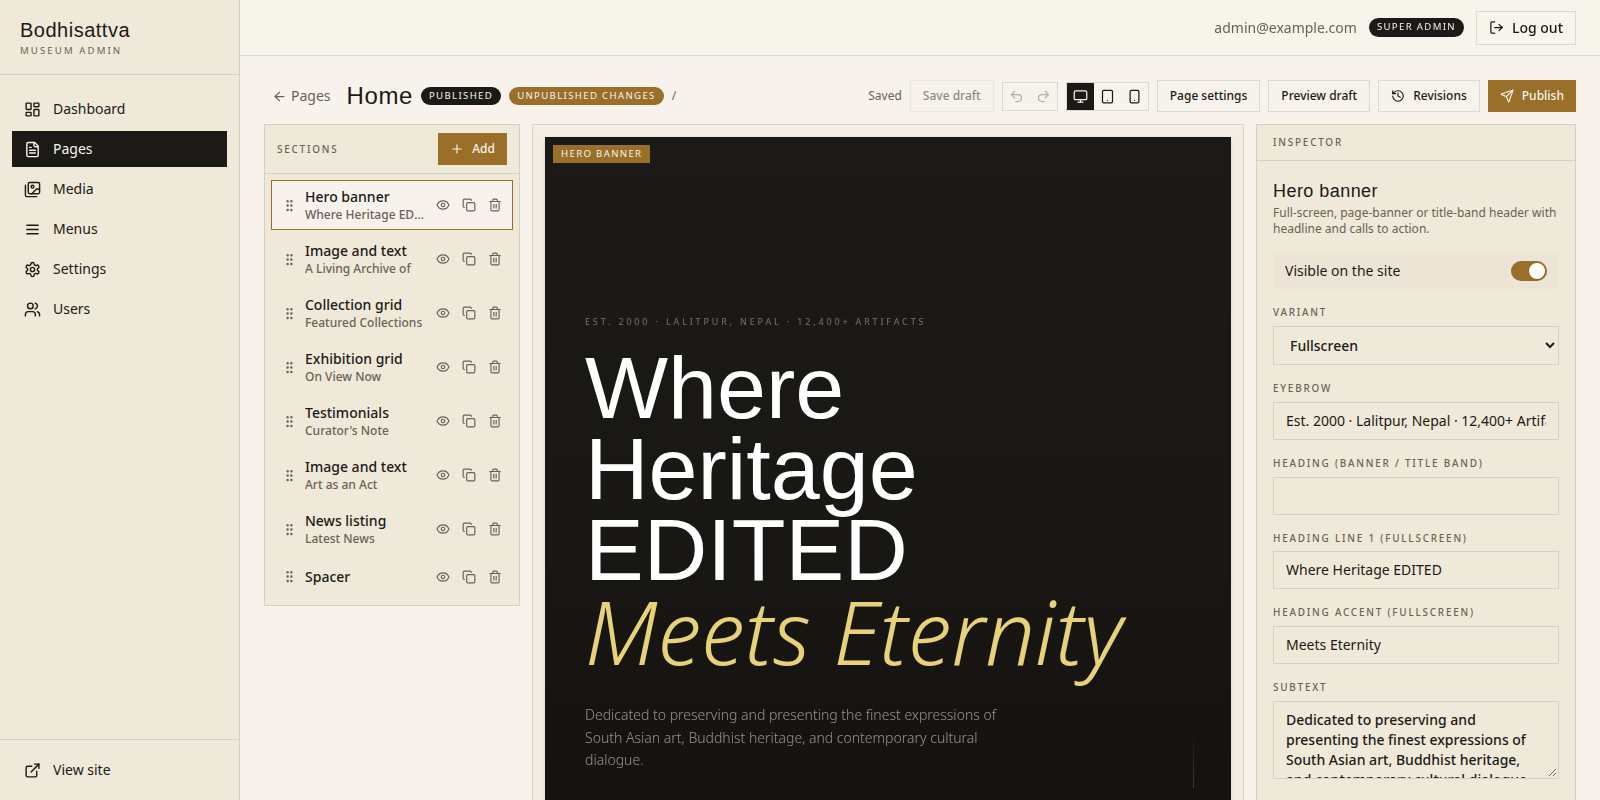 Bodhisattva
MUSEUM ADMIN
Dashboard
Pages
Media
Menus
Settings
Users
View site
admin@example.com
SUPER ADMIN
Log out
Pages
Home
PUBLISHED
UNPUBLISHED CHANGES
/
Saved
Save draft
Page settings
Preview draft
Revisions
Publish
SECTIONS
Add
Hero banner
Where Heritage ED...
Image and text
A Living Archive of
Collection grid
Featured Collections
Exhibition grid
On View Now
Testimonials
Curator's Note
Image and text
Art as an Act
News listing
Latest News
Spacer
HERO BANNER
EST. 2000 · LALITPUR, NEPAL · 12,400+ ARTIFACTS
Where
Heritage
EDITED
Meets Eternity
Dedicated to preserving and presenting the finest expressions of
South Asian art, Buddhist heritage, and contemporary cultural
dialogue.
INSPECTOR
Hero banner
Full-screen, page-banner or title-band header with
headline and calls to action.
Visible on the site
VARIANT
Fullscreen
EYEBROW
Est. 2000 · Lalitpur, Nepal · 12,400+ Artif
HEADING (BANNER / TITLE BAND)
HEADING LINE 1 (FULLSCREEN)
Where Heritage EDITED
HEADING ACCENT (FULLSCREEN)
Meets Eternity
SUBTEXT
Dedicated to preserving and
presenting the finest expressions of
South Asian art, Buddhist heritage,
and contemporary cultural dialogue.